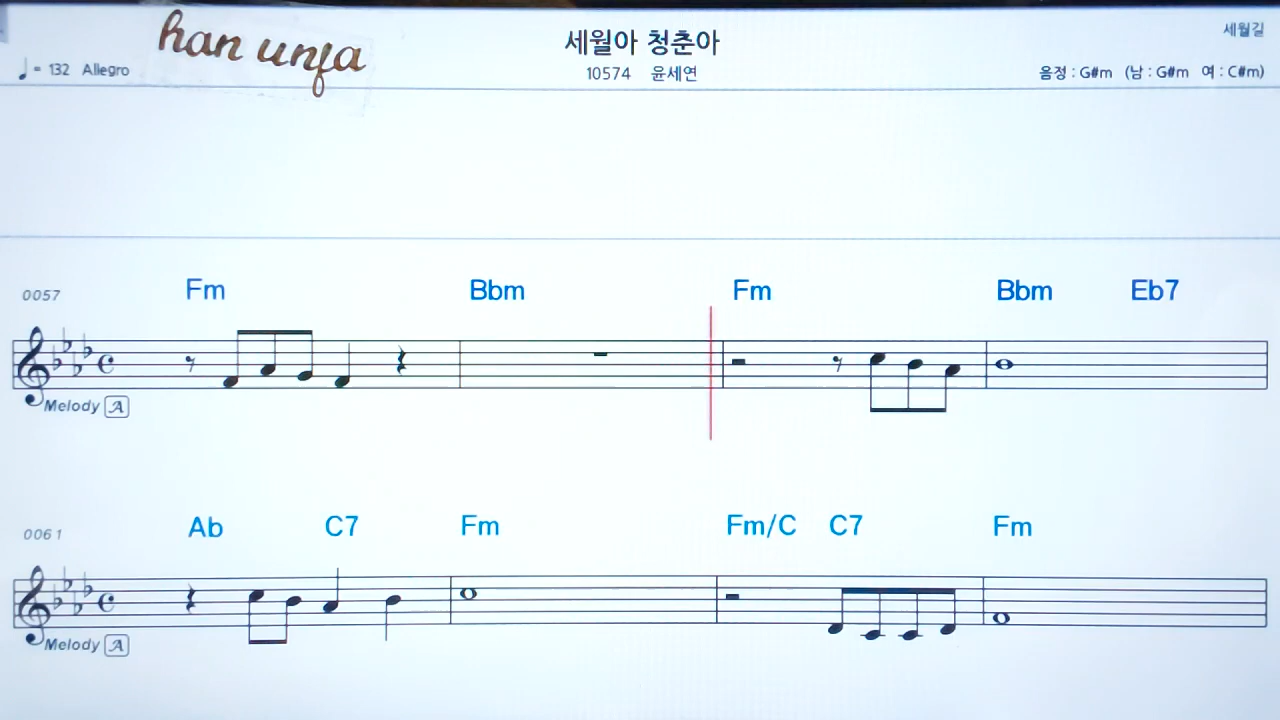 han unja
세월아 청춘아
세월길
♩= 132 Allegro
10574 윤세연
음정 : G#m (남 : G#m 여 : C#m)
0057
Fm Bbm Fm Bbm Eb7
Melody A
0061
Ab C7 Fm Fm/C C7 Fm
Melody A